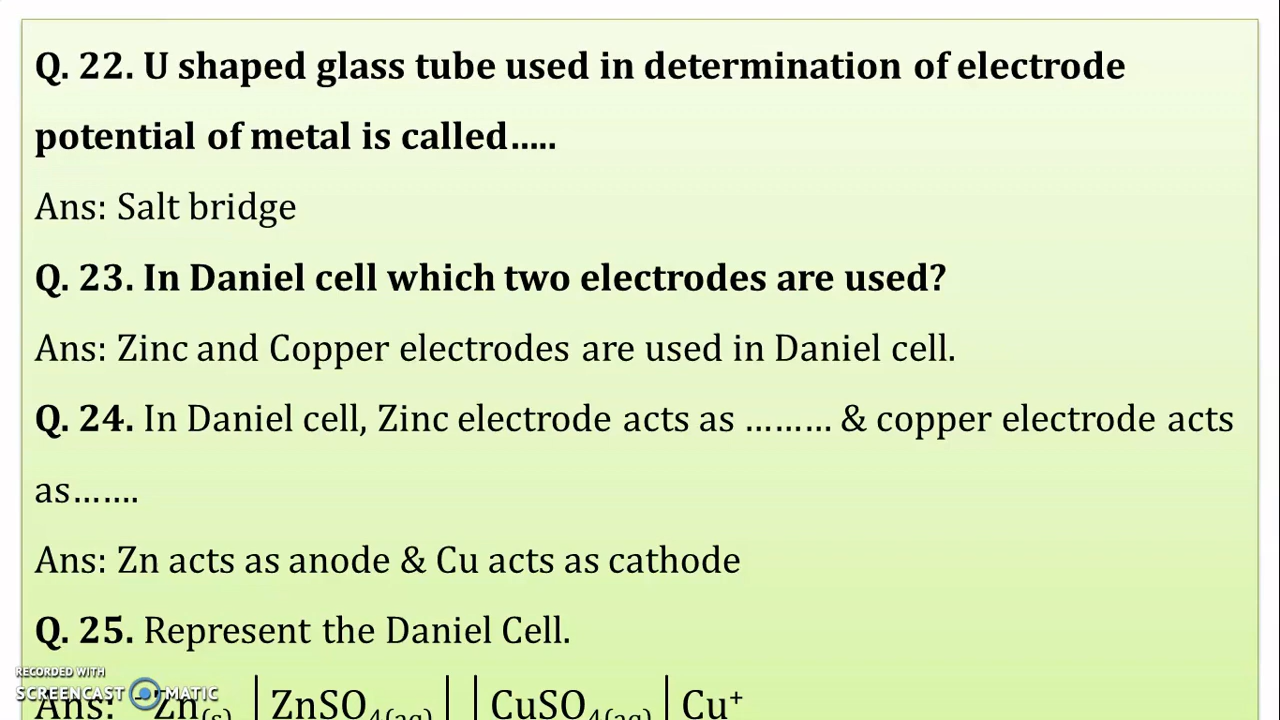 Q. 22. U shaped glass tube used in determination of electrode
potential of metal is called.....
Ans: Salt bridge
Q. 23. In Daniel cell which two electrodes are used?
Ans: Zinc and Copper electrodes are used in Daniel cell.
Q. 24. In Daniel cell, Zinc electrode acts as ……… & copper electrode acts
as…….
Ans: Zn acts as anode & Cu acts as cathode
Q. 25. Represent the Daniel Cell.
RECORDED WITH
SCREENCAST MATIC
Ans: ⁻Zn₍s₎ | ZnSO₄₍aq₎ | | CuSO₄₍aq₎ | Cu⁺